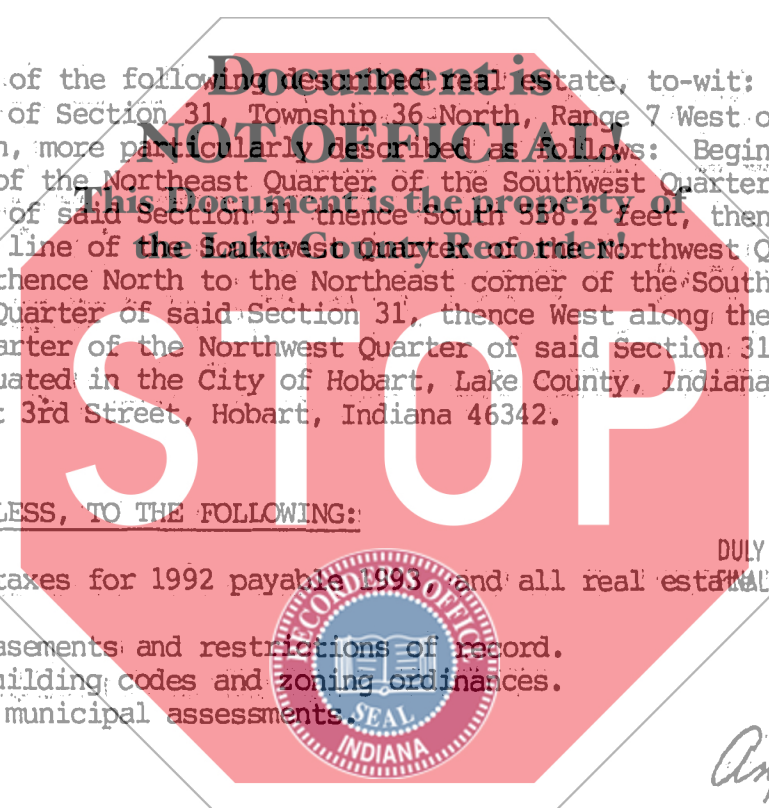 Document is
of the following described real estate, to-wit:
of Section 31, Township 36 North, Range 7 West o
NOT OFFICIAL!
n, more particularly described as follows: Begin
of the Northeast Quarter of the Southwest Quarter
This Document is the property of
of said Section 31 thence South 558.2 feet, then
the Lake County Recorder!
line of the Southwest Quarter of the Northwest Q
thence North to the Northeast corner of the South
Quarter of said Section 31, thence West along the
arter of the Northwest Quarter of said Section 31
uated in the City of Hobart, Lake County, Indiana
t 3rd Street, Hobart, Indiana 46342.
STOP
LESS, TO THE FOLLOWING:
DULY
taxes for 1992 payable 1993, and all real estate
FINAL
asements and restrictions of record.
uilding codes and zoning ordinances.
municipal assessments.
RECORDER'S OFFICE
SEAL
INDIANA